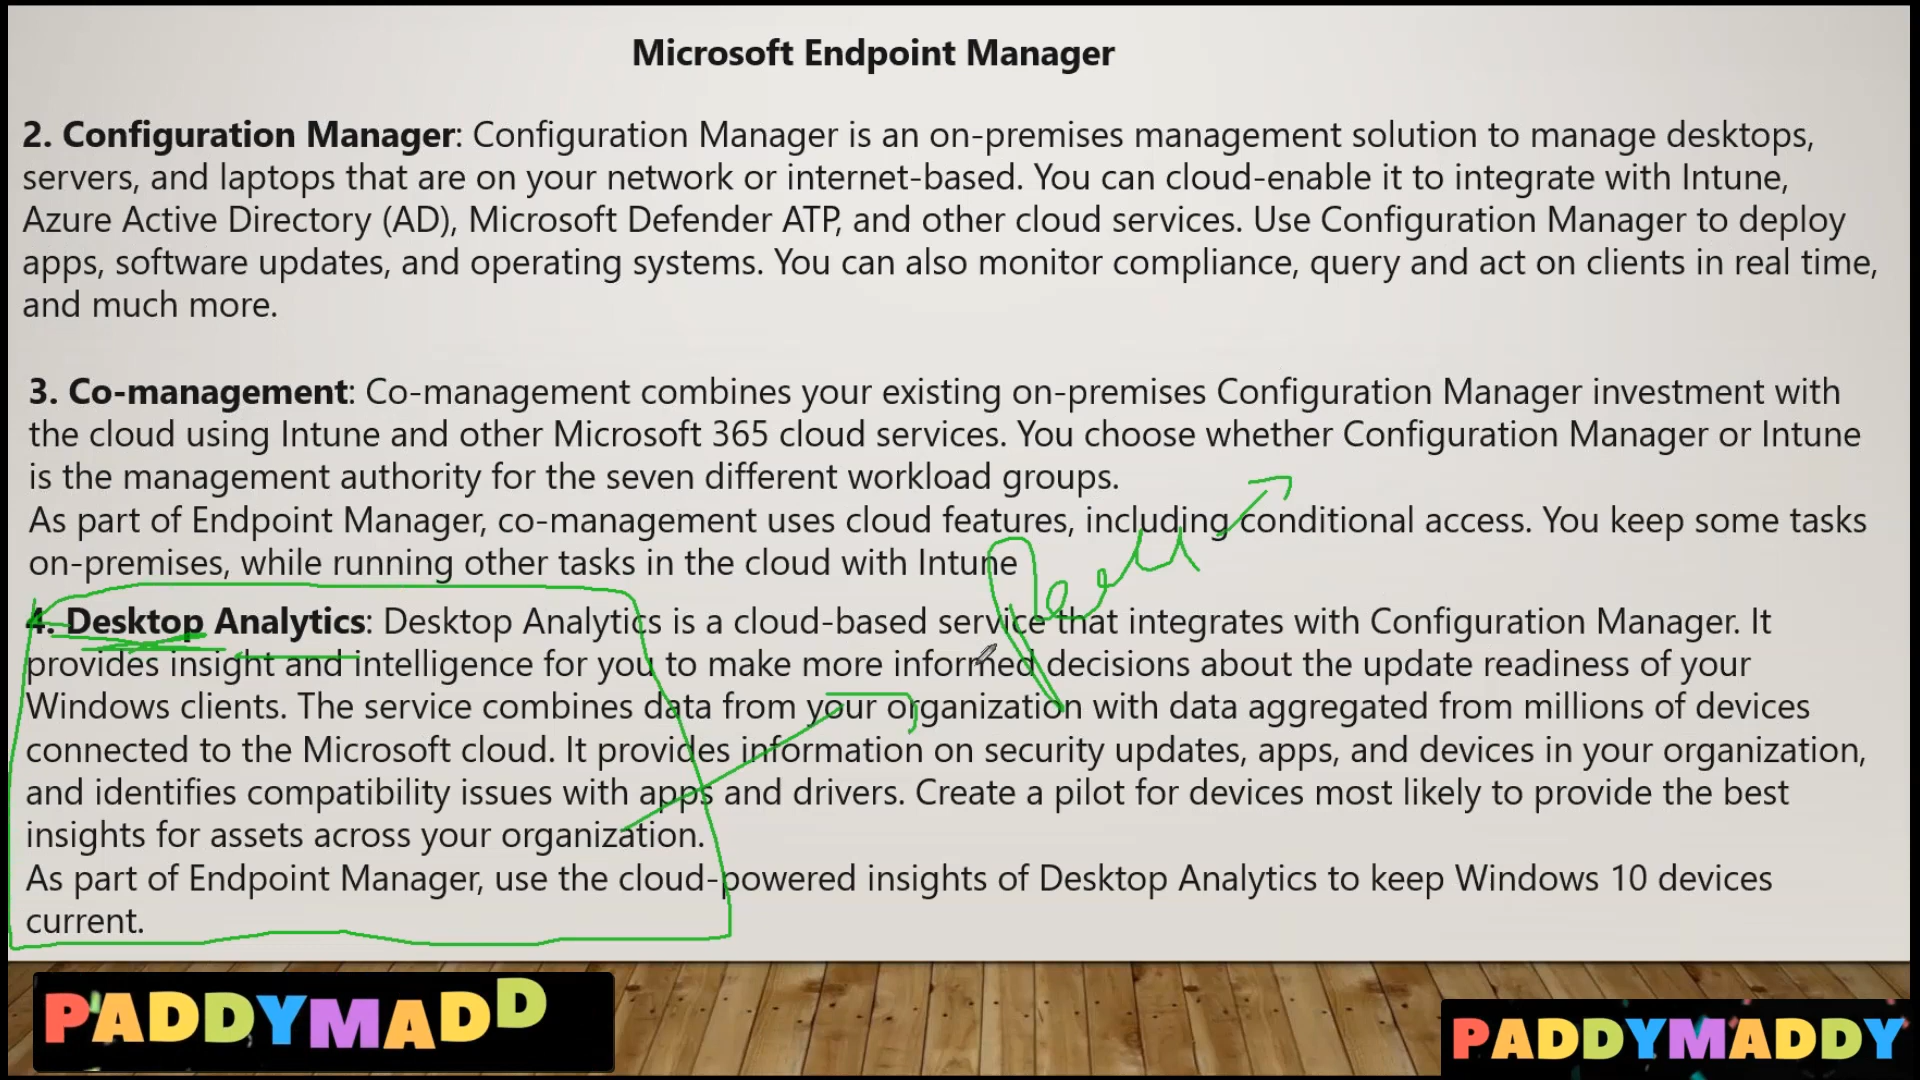 Microsoft Endpoint Manager
2. Configuration Manager: Configuration Manager is an on-premises management solution to manage desktops,
servers, and laptops that are on your network or internet-based. You can cloud-enable it to integrate with Intune,
Azure Active Directory (AD), Microsoft Defender ATP, and other cloud services. Use Configuration Manager to deploy
apps, software updates, and operating systems. You can also monitor compliance, query and act on clients in real time,
and much more.
3. Co-management: Co-management combines your existing on-premises Configuration Manager investment with
the cloud using Intune and other Microsoft 365 cloud services. You choose whether Configuration Manager or Intune
is the management authority for the seven different workload groups.
As part of Endpoint Manager, co-management uses cloud features, including conditional access. You keep some tasks
on-premises, while running other tasks in the cloud with Intune
4. Desktop Analytics: Desktop Analytics is a cloud-based service that integrates with Configuration Manager. It
provides insight and intelligence for you to make more informed decisions about the update readiness of your
Windows clients. The service combines data from your organization with data aggregated from millions of devices
connected to the Microsoft cloud. It provides information on security updates, apps, and devices in your organization,
and identifies compatibility issues with apps and drivers. Create a pilot for devices most likely to provide the best
insights for assets across your organization.
As part of Endpoint Manager, use the cloud-powered insights of Desktop Analytics to keep Windows 10 devices
current.
PADDYMADD
PADDYMADDY